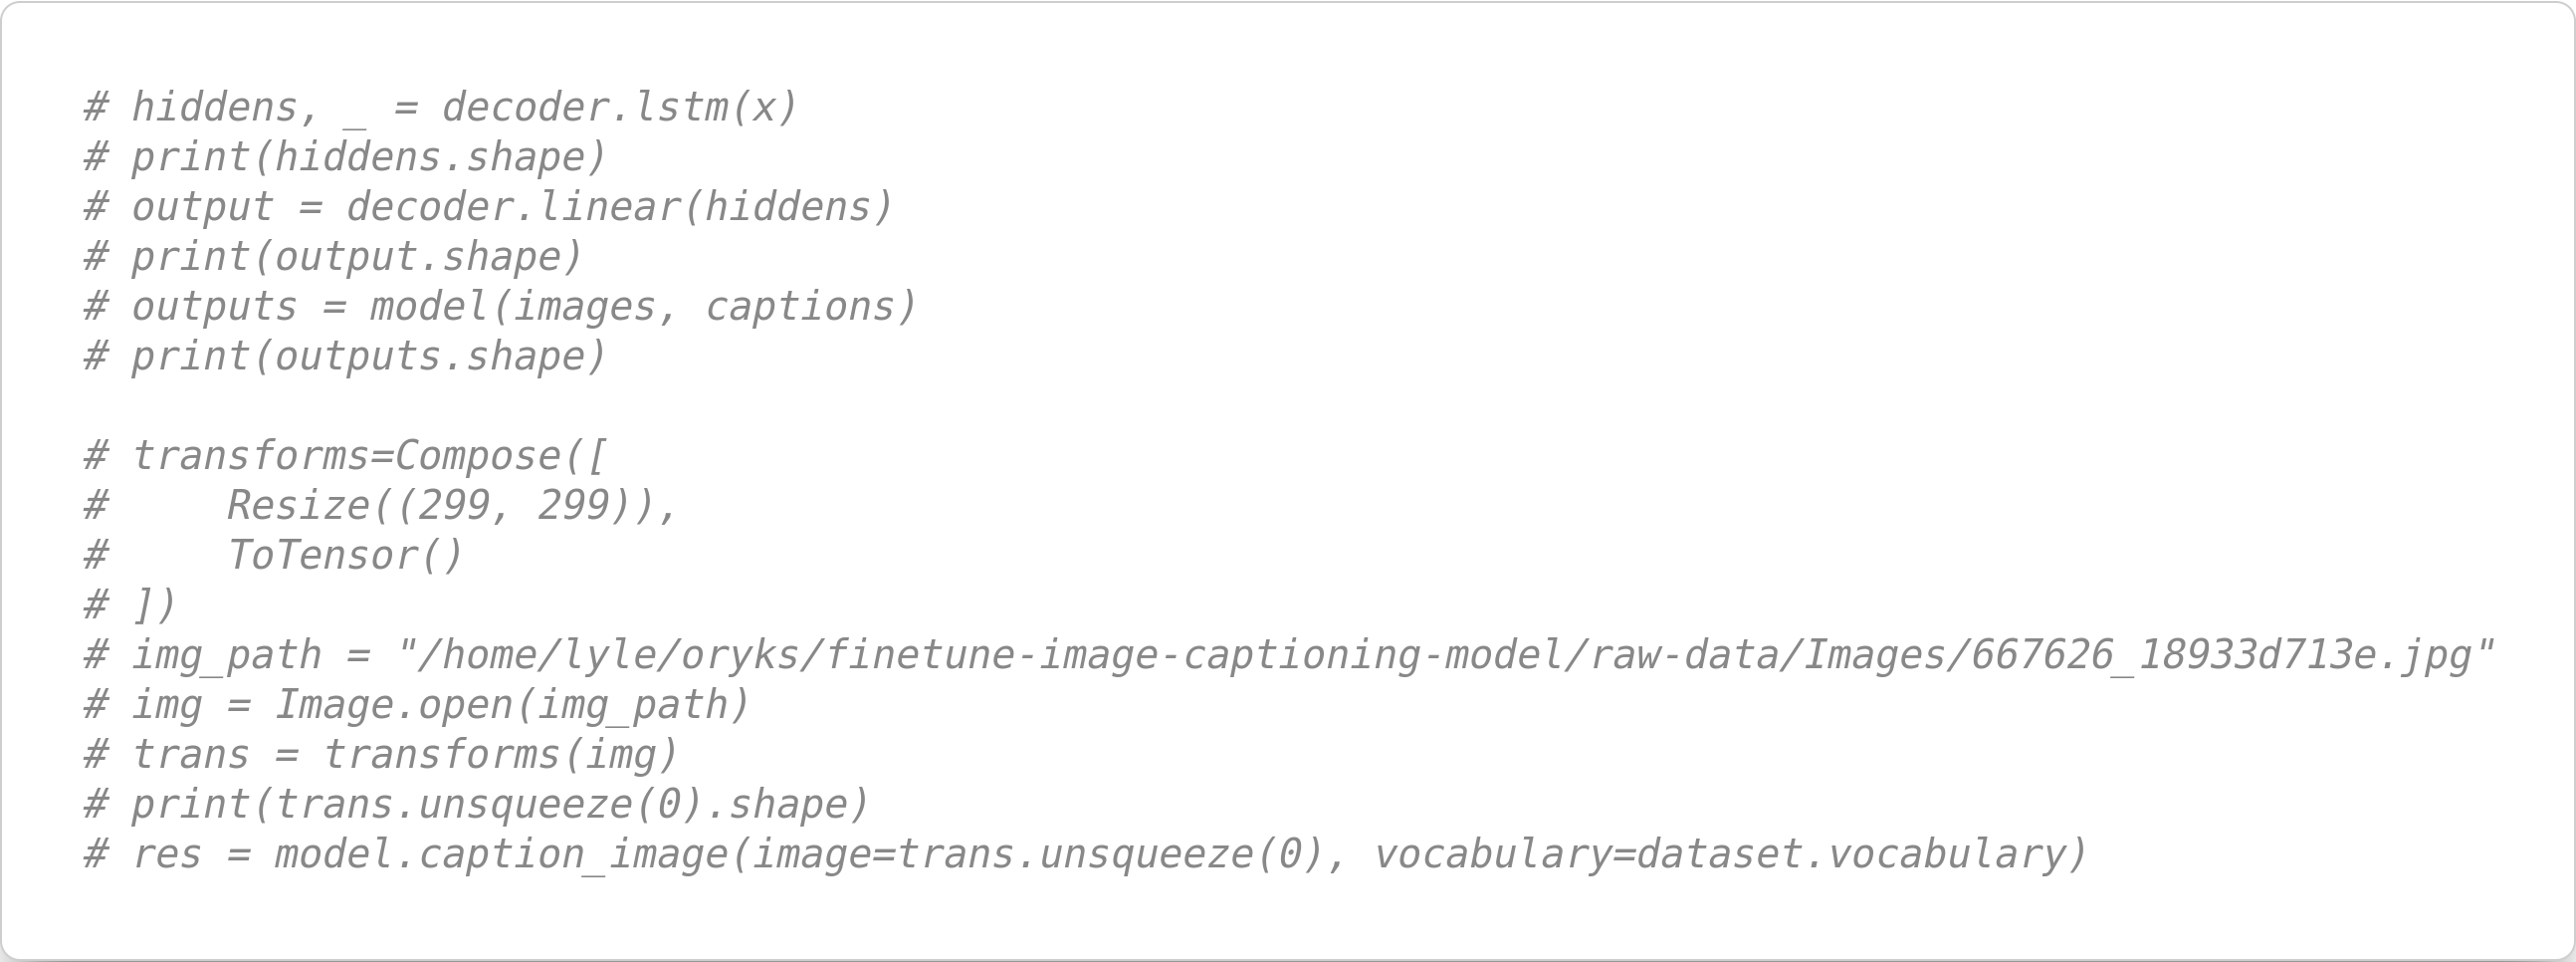 # hiddens, _ = decoder.lstm(x)
# print(hiddens.shape)
# output = decoder.linear(hiddens)
# print(output.shape)
# outputs = model(images, captions)
# print(outputs.shape)

# transforms=Compose([
#     Resize((299, 299)),
#     ToTensor()
# ])
# img_path = "/home/lyle/oryks/finetune-image-captioning-model/raw-data/Images/667626_18933d713e.jpg"
# img = Image.open(img_path)
# trans = transforms(img)
# print(trans.unsqueeze(0).shape)
# res = model.caption_image(image=trans.unsqueeze(0), vocabulary=dataset.vocabulary)